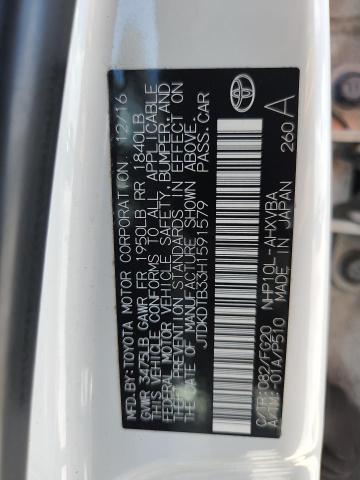 MFD.BY:TOYOTA MOTOR CORPORATION 12/16
GVWR 3475LB GAWR FR 1950LB RR 1840LB
THIS VEHICLE CONFORMS TO ALL APPLICABLE
FEDERAL MOTOR VEHICLE SAFETY, BUMPER, AND
THEFT PREVENTION STANDARDS IN EFFECT ON
THE DATE OF MANUFACTURE SHOWN ABOVE.
JTDKDTB33H1591579 PASS.CAR
C/TR:082/FG20 NHP10L-AHXVBA
A/TM:-01A/P510 MADE IN JAPAN
260 A